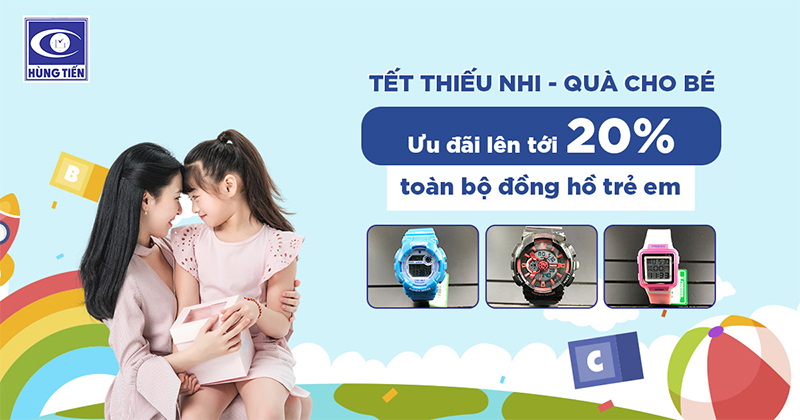 HÙNG TIẾN
TẾT THIẾU NHI - QUÀ CHO BÉ
Ưu đãi lên tới 20%
toàn bộ đồng hồ trẻ em
B
C